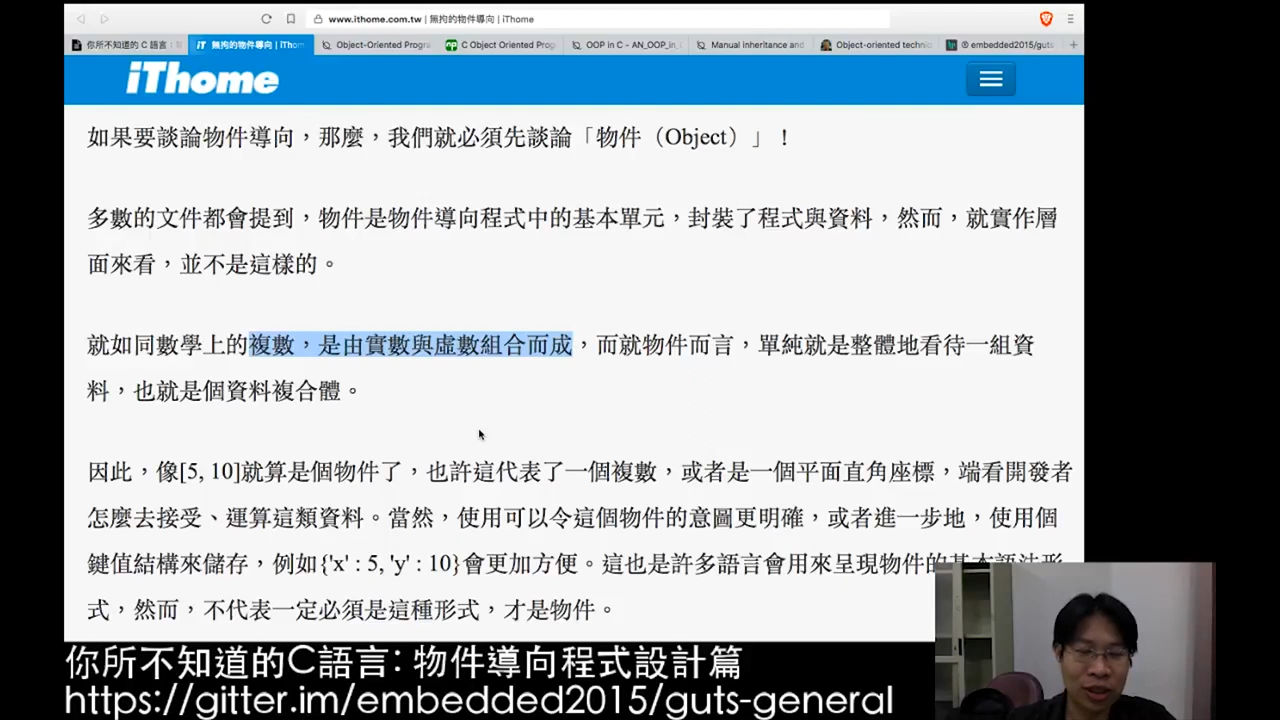 www.ithome.com.tw | 無拘的物件導向 | iThome
你所不知道的 C 語言：
iT 無拘的物件導向 | iThom
Object-Oriented Progra
C Object Oriented Prog
OOP in C – AN_OOP_in_
Manual inheritance and
Object-oriented techni
embedded2015/guts
iThome
如果要談論物件導向，那麼，我們就必須先談論「物件（Object）」！
多數的文件都會提到，物件是物件導向程式中的基本單元，封裝了程式與資料，然而，就實作層
面來看，並不是這樣的。
就如同數學上的複數，是由實數與虛數組合而成，而就物件而言，單純就是整體地看待一組資
料，也就是個資料複合體。
因此，像[5, 10]就算是個物件了，也許這代表了一個複數，或者是一個平面直角座標，端看開發者
怎麼去接受、運算這類資料。當然，使用可以令這個物件的意圖更明確，或者進一步地，使用個
鍵值結構來儲存，例如{'x' : 5, 'y' : 10}會更加方便。這也是許多語言會用來呈現物件的基本語法形
式，然而，不代表一定必須是這種形式，才是物件。
你所不知道的C語言: 物件導向程式設計篇
https://gitter.im/embedded2015/guts-general